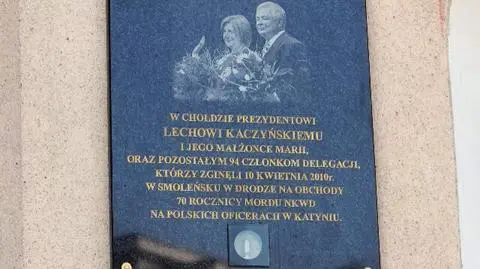 W CHOŁDZIE PREZYDENTOWI
LECHOWI KACZYŃSKIEMU
I JEGO MAŁŻONCE MARII,
ORAZ POZOSTAŁYM 94 CZŁONKOM DELEGACJI,
KTÓRZY ZGINĘLI 10 KWIETNIA 2010r.
W SMOLEŃSKU W DRODZE NA OBCHODY
70 ROCZNICY MORDU NKWD
NA POLSKICH OFICERACH W KATYNIU.